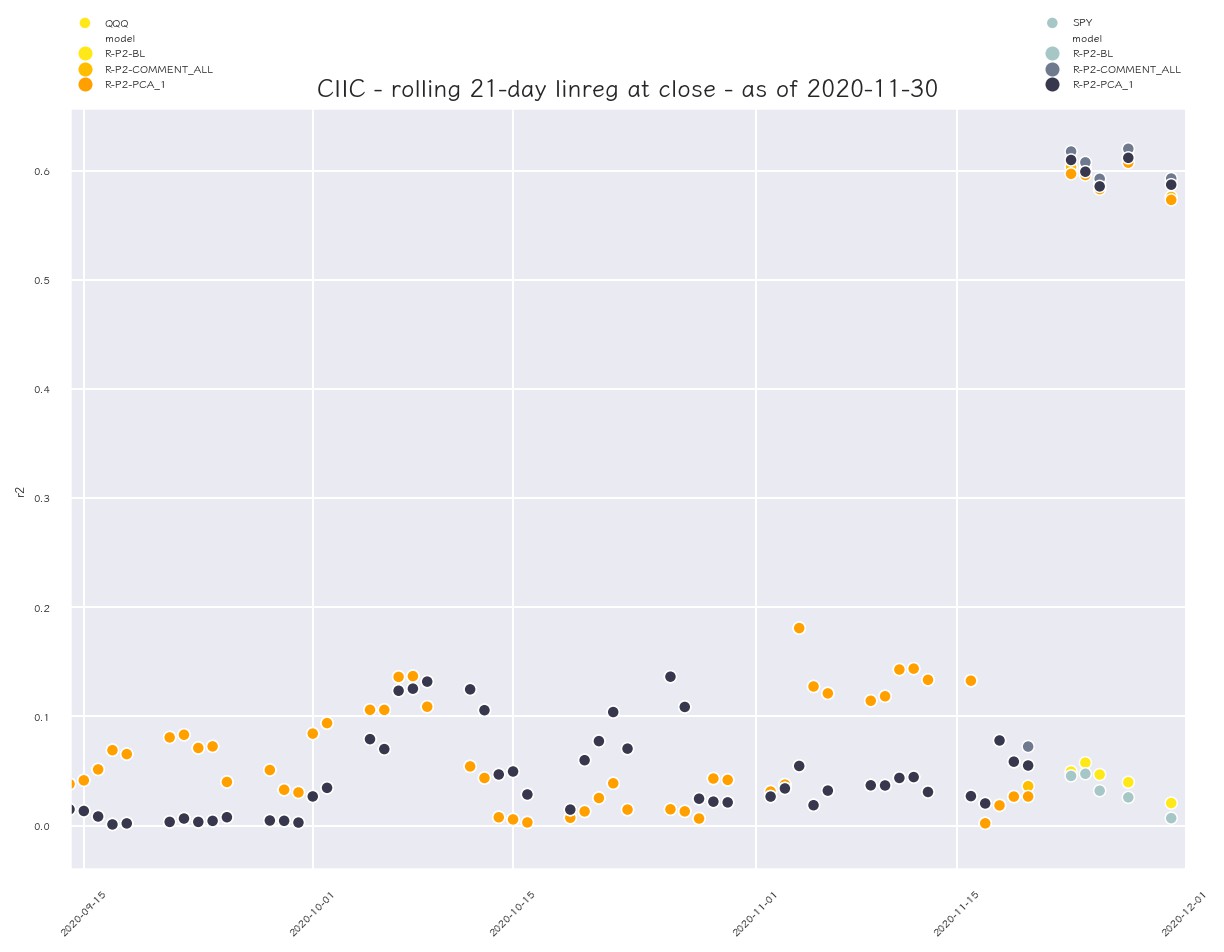 QQQ
model
R-P2-BL
R-P2-COMMENT_ALL
R-P2-PCA_1
SPY
model
R-P2-BL
R-P2-COMMENT_ALL
R-P2-PCA_1
CIIC - rolling 21-day linreg at close - as of 2020-11-30
r2
0.6
0.5
0.4
0.3
0.2
0.1
0.0
2020-09-15
2020-10-01
2020-10-15
2020-11-01
2020-11-15
2020-12-01